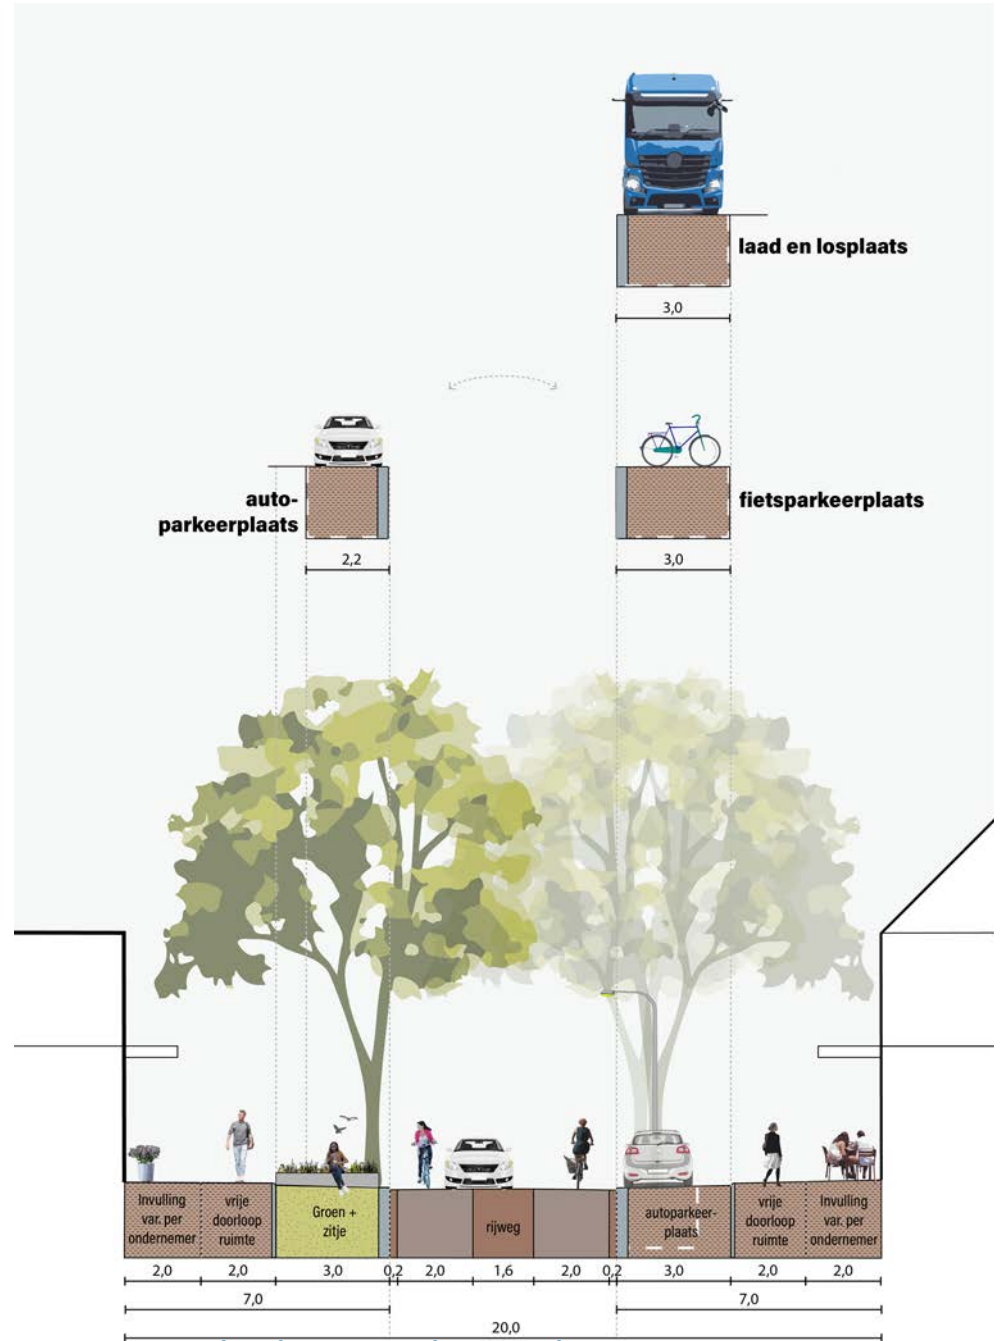 laad en losplaats
3,0
auto-
parkeerplaats
fietsparkeerplaats
2,2
3,0
Invulling
var. per
ondernemer
vrije
doorloop
ruimte
Groen +
zitje
rijweg
autoparkeer-
plaats
vrije
doorloop
ruimte
Invulling
var. per
ondernemer
2,0 2,0 3,0 0,2 2,0 1,6 2,0 0,2 3,0 2,0 2,0
7,0 7,0
20,0